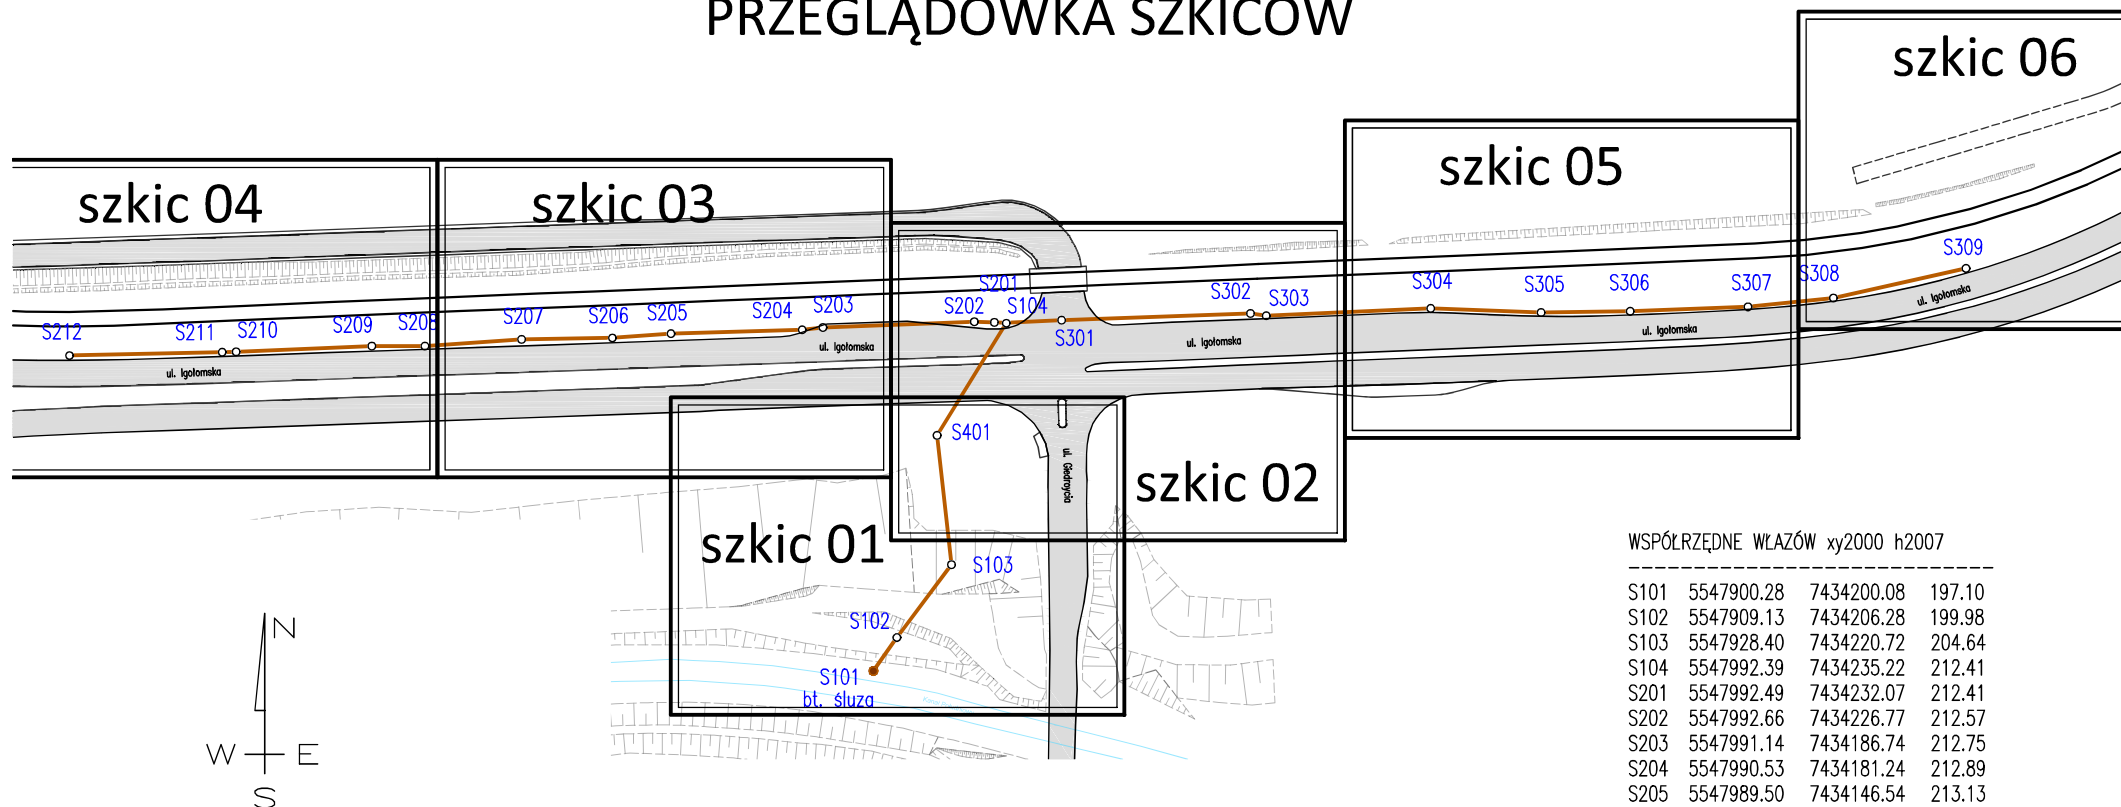 PRZEGLĄDÓWKA SZKICÓW
szkic 06
szkic 05
szkic 04
szkic 03
szkic 02
szkic 01
S212
S211
S210
S209
S208
S207
S206
S205
S204
S203
S202
S201
S104
S301
S302
S303
S304
S305
S306
S307
S308
S309
ul. Igołomska
ul. Igołomska
ul. Igołomska
ul. Igołomska
ul. Igołomska
ul. Giedroycia
S401
S103
S102
S101
bt. śluza
N
W E
S
WSPÓŁRZĘDNE WŁAZÓW xy2000 h2007
S101 5547900.28 7434200.08 197.10
S102 5547909.13 7434206.28 199.98
S103 5547928.40 7434220.72 204.64
S104 5547992.39 7434235.22 212.41
S201 5547992.49 7434232.07 212.41
S202 5547992.66 7434226.77 212.57
S203 5547991.14 7434186.74 212.75
S204 5547990.53 7434181.24 212.89
S205 5547989.50 7434146.54 213.13